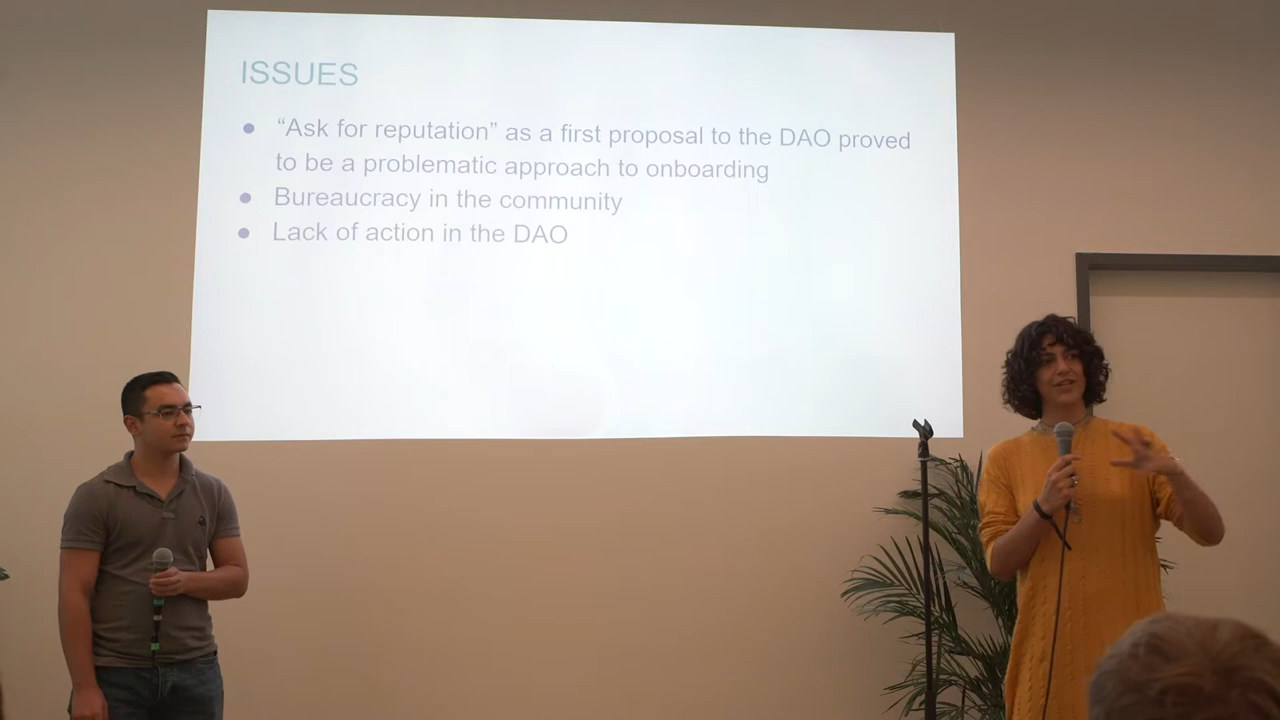 ISSUES
● “Ask for reputation” as a first proposal to the DAO proved
to be a problematic approach to onboarding
● Bureaucracy in the community
● Lack of action in the DAO